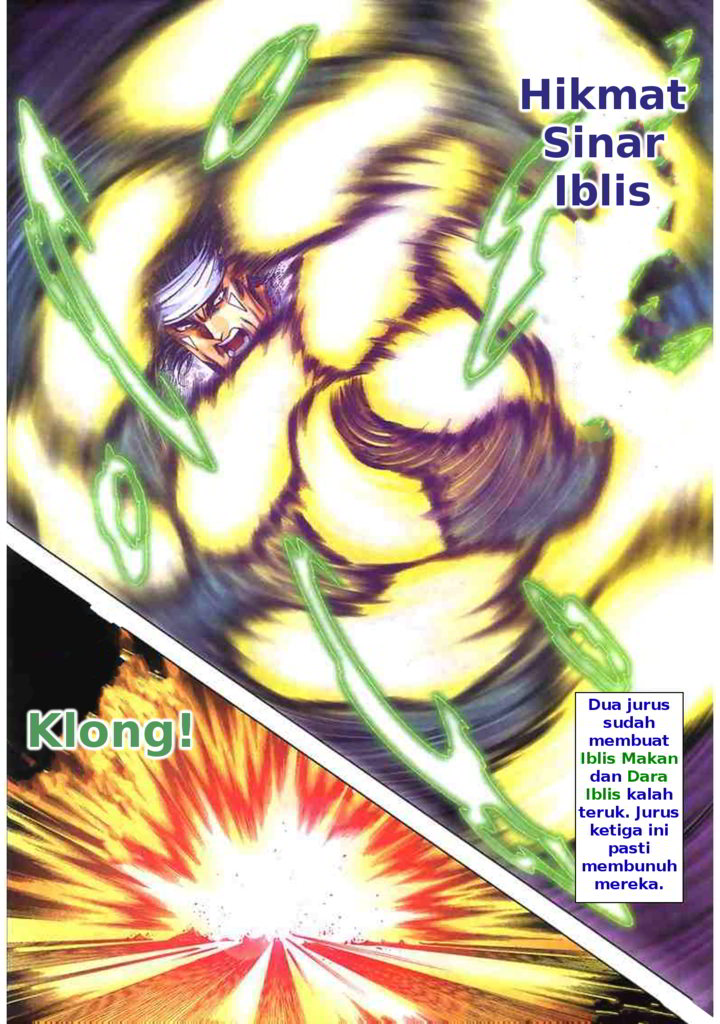 Hikmat
Sinar
Iblis
Klong!
Dua jurus
sudah
membuat
Iblis Makan
dan Dara
Iblis kalah
teruk. Jurus
ketiga ini
pasti
membunuh
mereka.